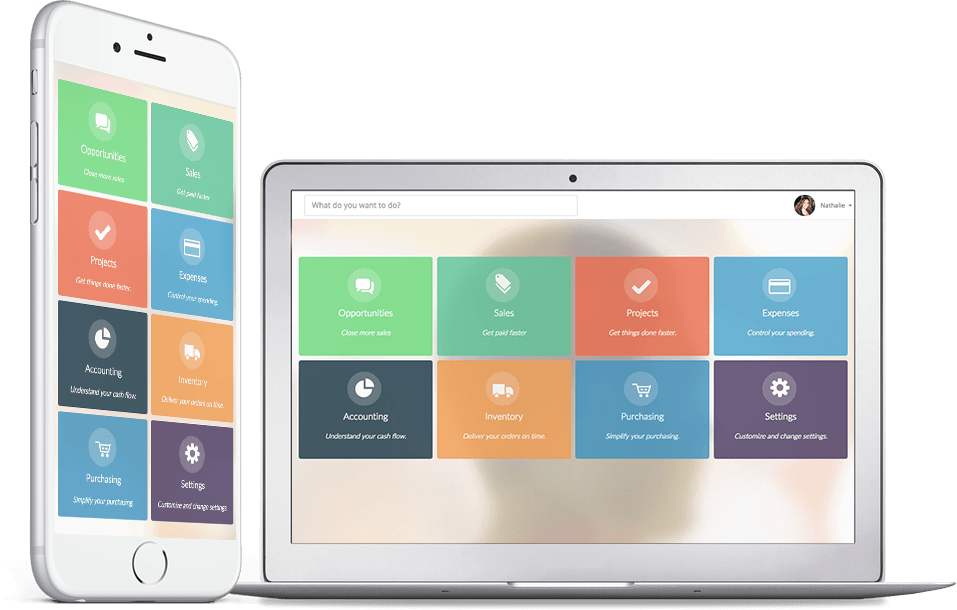 Opportunities
Close more sales
Sales
Get paid faster
Projects
Get things done faster.
Expenses
Control your spending.
Accounting
Understand your cash flow.
Inventory
Deliver your orders on time.
Purchasing
Simplify your purchasing.
Settings
Customize and change settings
What do you want to do?
Nathalie
Opportunities
Close more sales
Sales
Get paid faster
Projects
Get things done faster.
Expenses
Control your spending.
Accounting
Understand your cash flow.
Inventory
Deliver your orders on time.
Purchasing
Simplify your purchasing.
Settings
Customize and change settings.